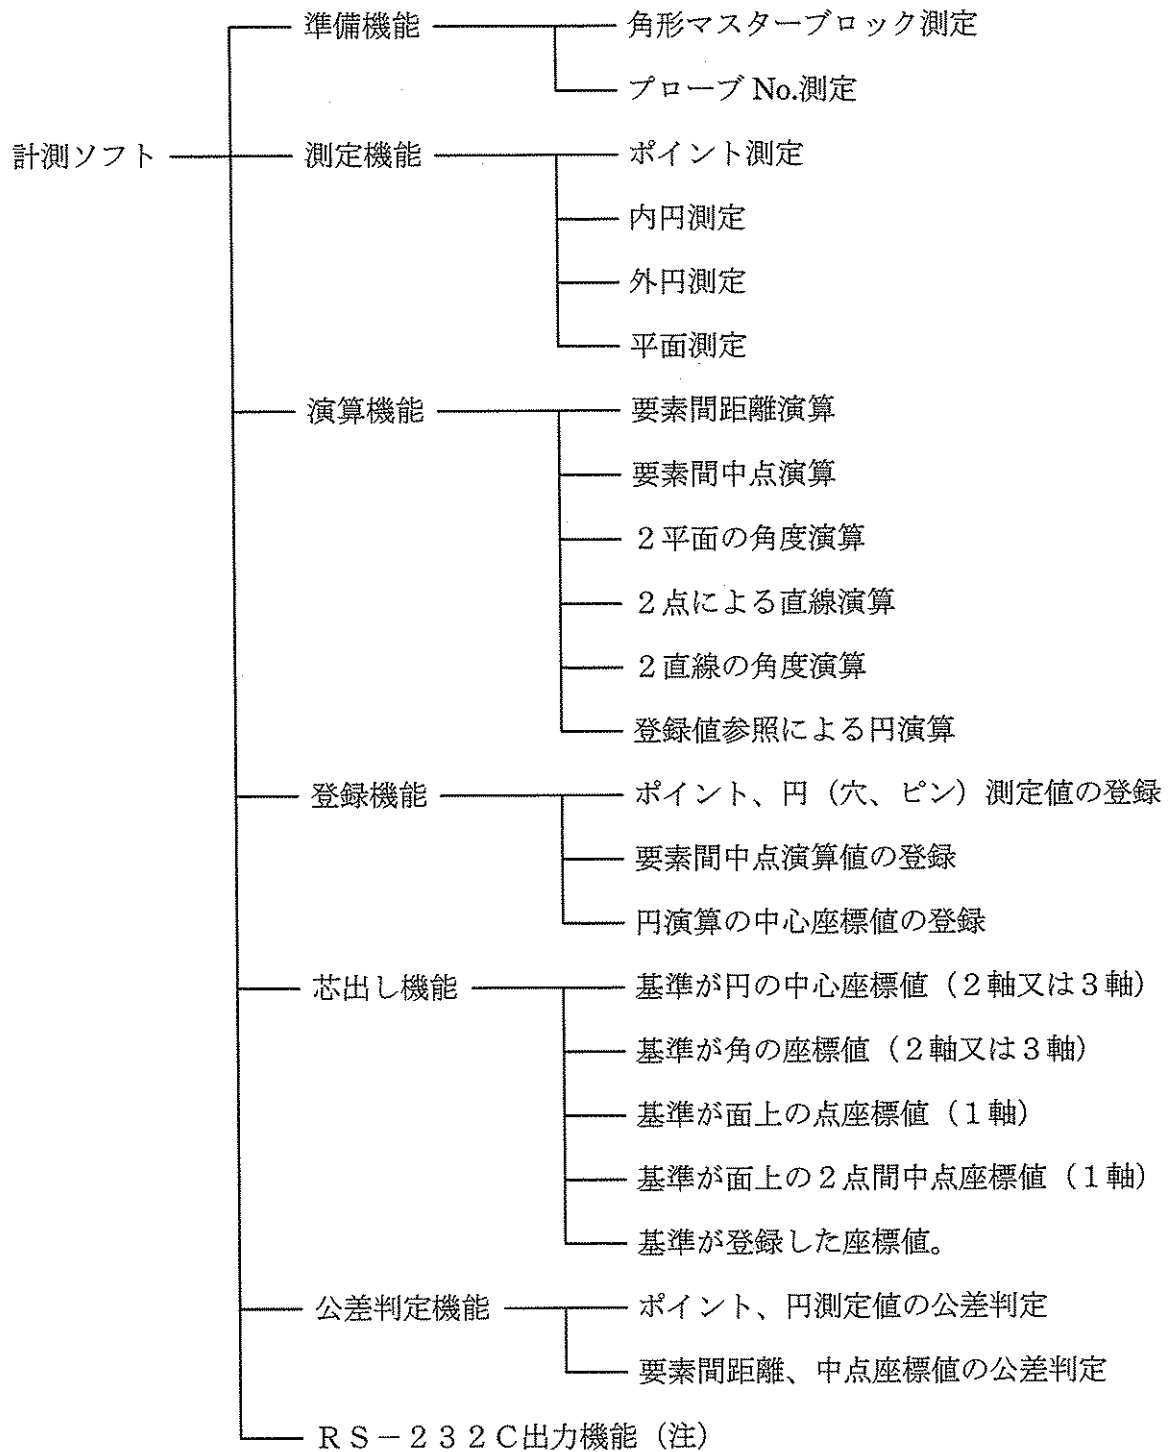 準備機能 角形マスターブロック測定
プローブ No.測定
計測ソフト 測定機能 ポイント測定
内円測定
外円測定
平面測定
演算機能 要素間距離演算
要素間中点演算
２平面の角度演算
２点による直線演算
２直線の角度演算
登録値参照による円演算
登録機能 ポイント、円（穴、ピン）測定値の登録
要素間中点演算値の登録
円演算の中心座標値の登録
芯出し機能 基準が円の中心座標値（２軸又は３軸）
基準が角の座標値（２軸又は３軸）
基準が面上の点座標値（１軸）
基準が面上の２点間中点座標値（１軸）
基準が登録した座標値。
公差判定機能 ポイント、円測定値の公差判定
要素間距離、中点座標値の公差判定
ＲＳ－２３２Ｃ出力機能（注）